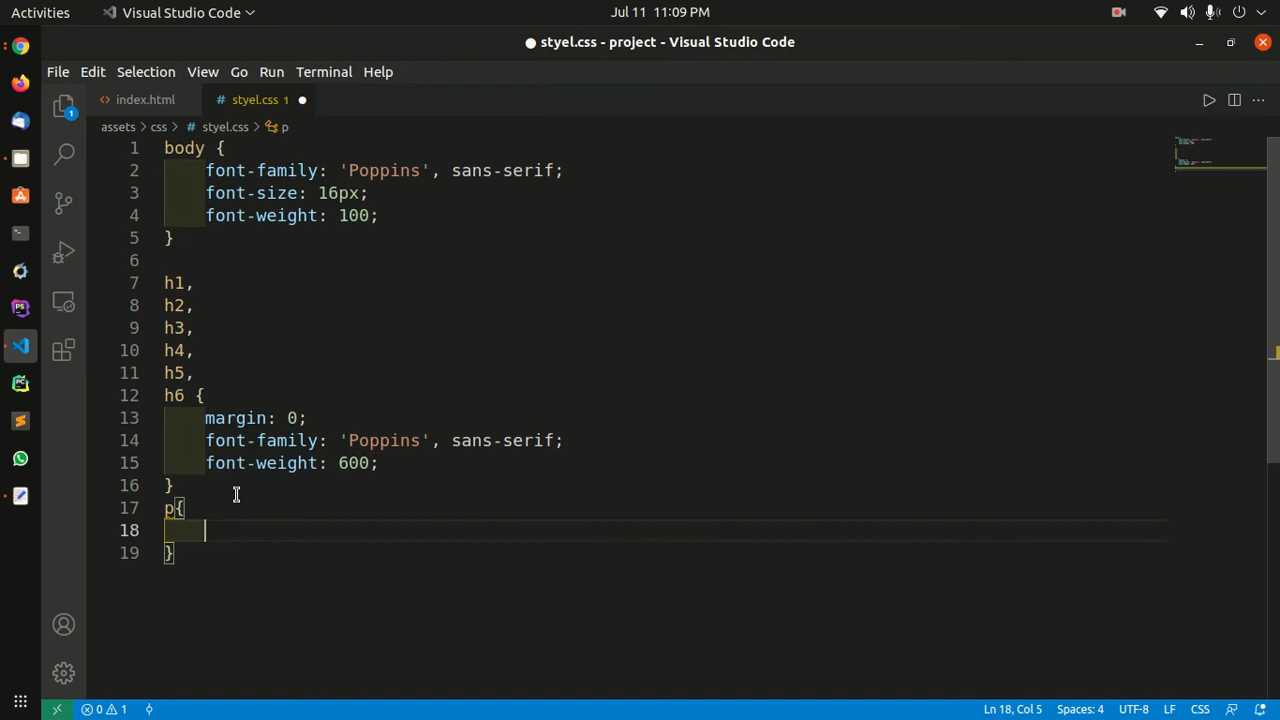 Activities Visual Studio Code Jul 11 11:09 PM
styel.css - project - Visual Studio Code
File Edit Selection View Go Run Terminal Help
index.html styel.css 1
assets > css > styel.css > p
1 body {
2 font-family: 'Poppins', sans-serif;
3 font-size: 16px;
4 font-weight: 100;
5 }
6
7 h1,
8 h2,
9 h3,
10 h4,
11 h5,
12 h6 {
13 margin: 0;
14 font-family: 'Poppins', sans-serif;
15 font-weight: 600;
16 }
17 p{
18
19 }
0 1 Ln 18, Col 5 Spaces: 4 UTF-8 LF CSS